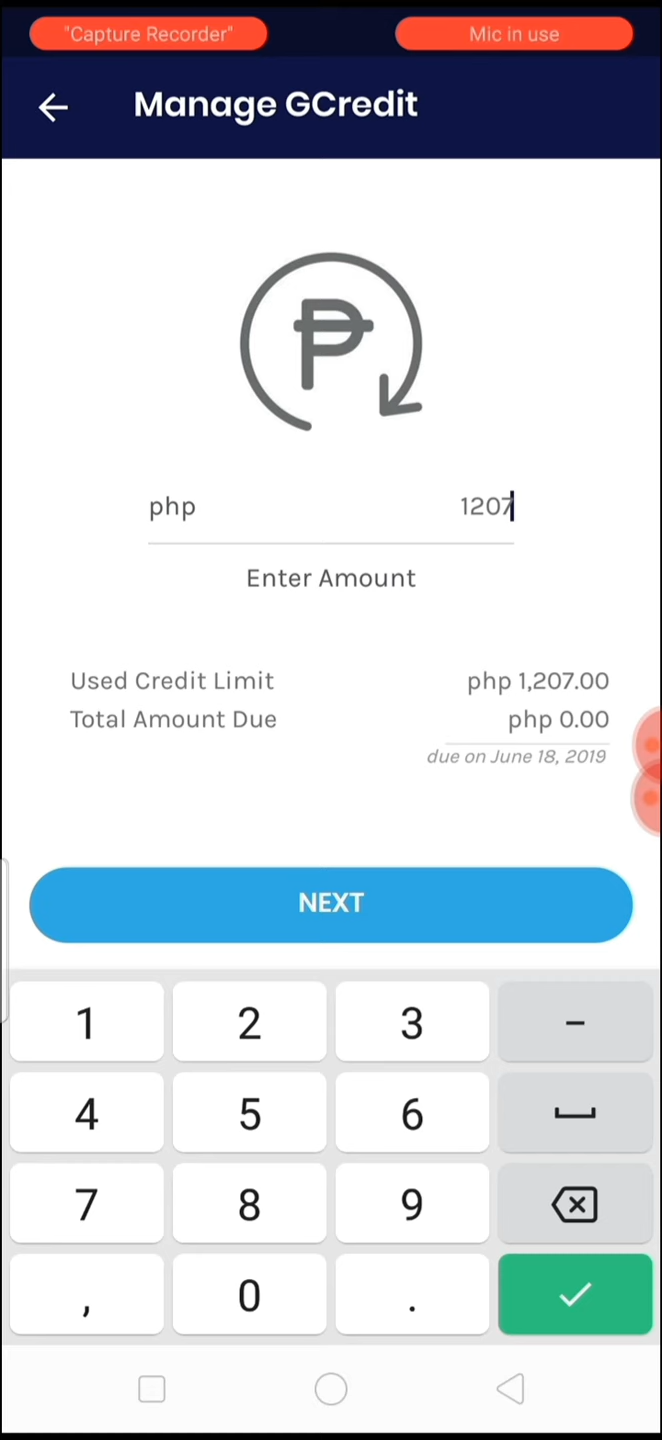 "Capture Recorder" Mic in use
Manage GCredit
₱
php 1207
Enter Amount
Used Credit Limit php 1,207.00
Total Amount Due php 0.00
due on June 18, 2019
NEXT
1 2 3 –
4 5 6
7 8 9
, 0 .